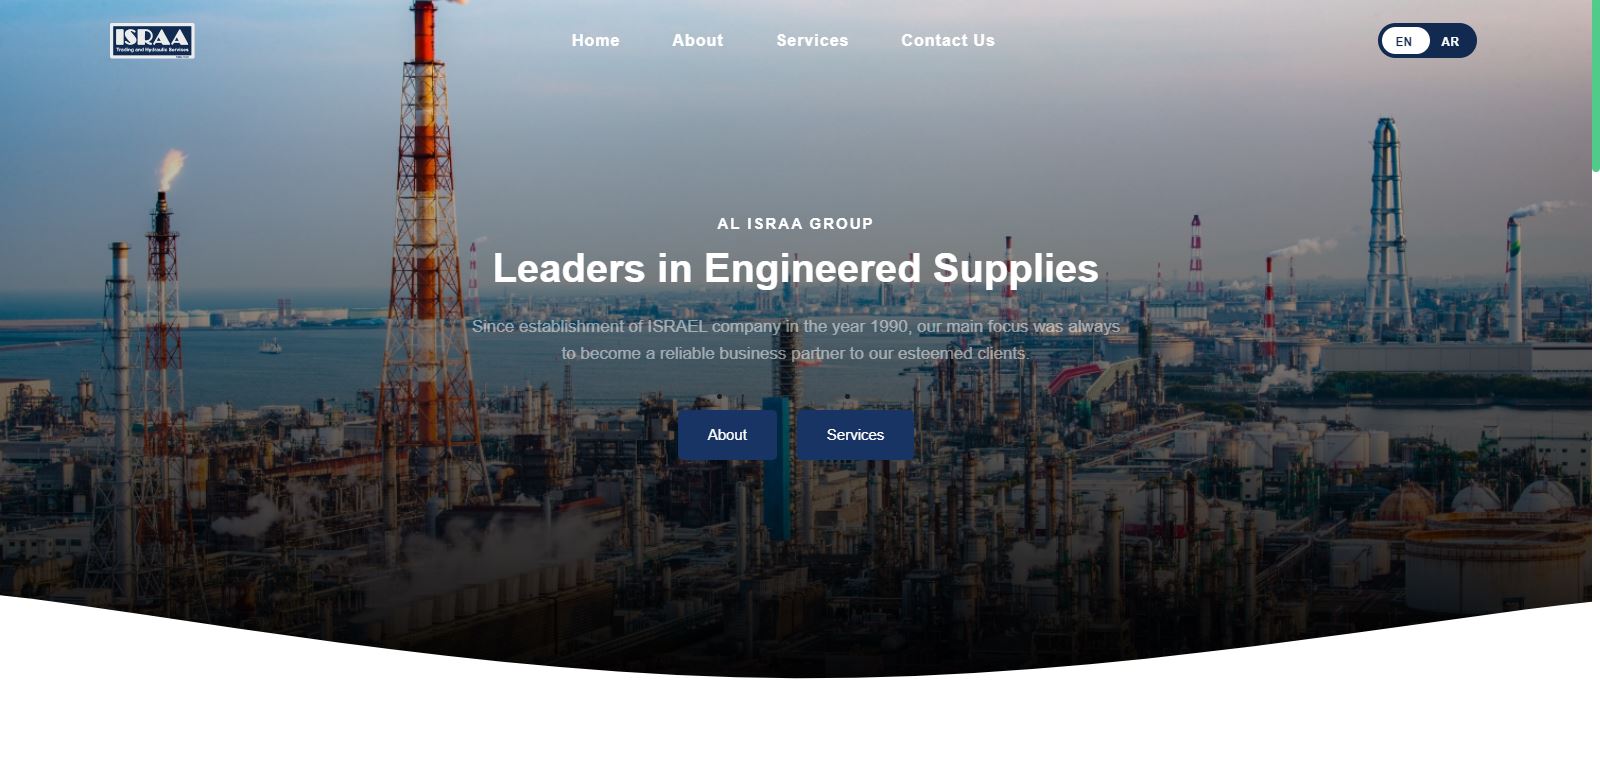 ISRAA
Trading and Hydraulic Services
Home
About
Services
Contact Us
EN
AR
AL ISRAA GROUP
Leaders in Engineered Supplies
Since establishment of ISRAEL company in the year 1990, our main focus was always
to become a reliable business partner to our esteemed clients.
About
Services